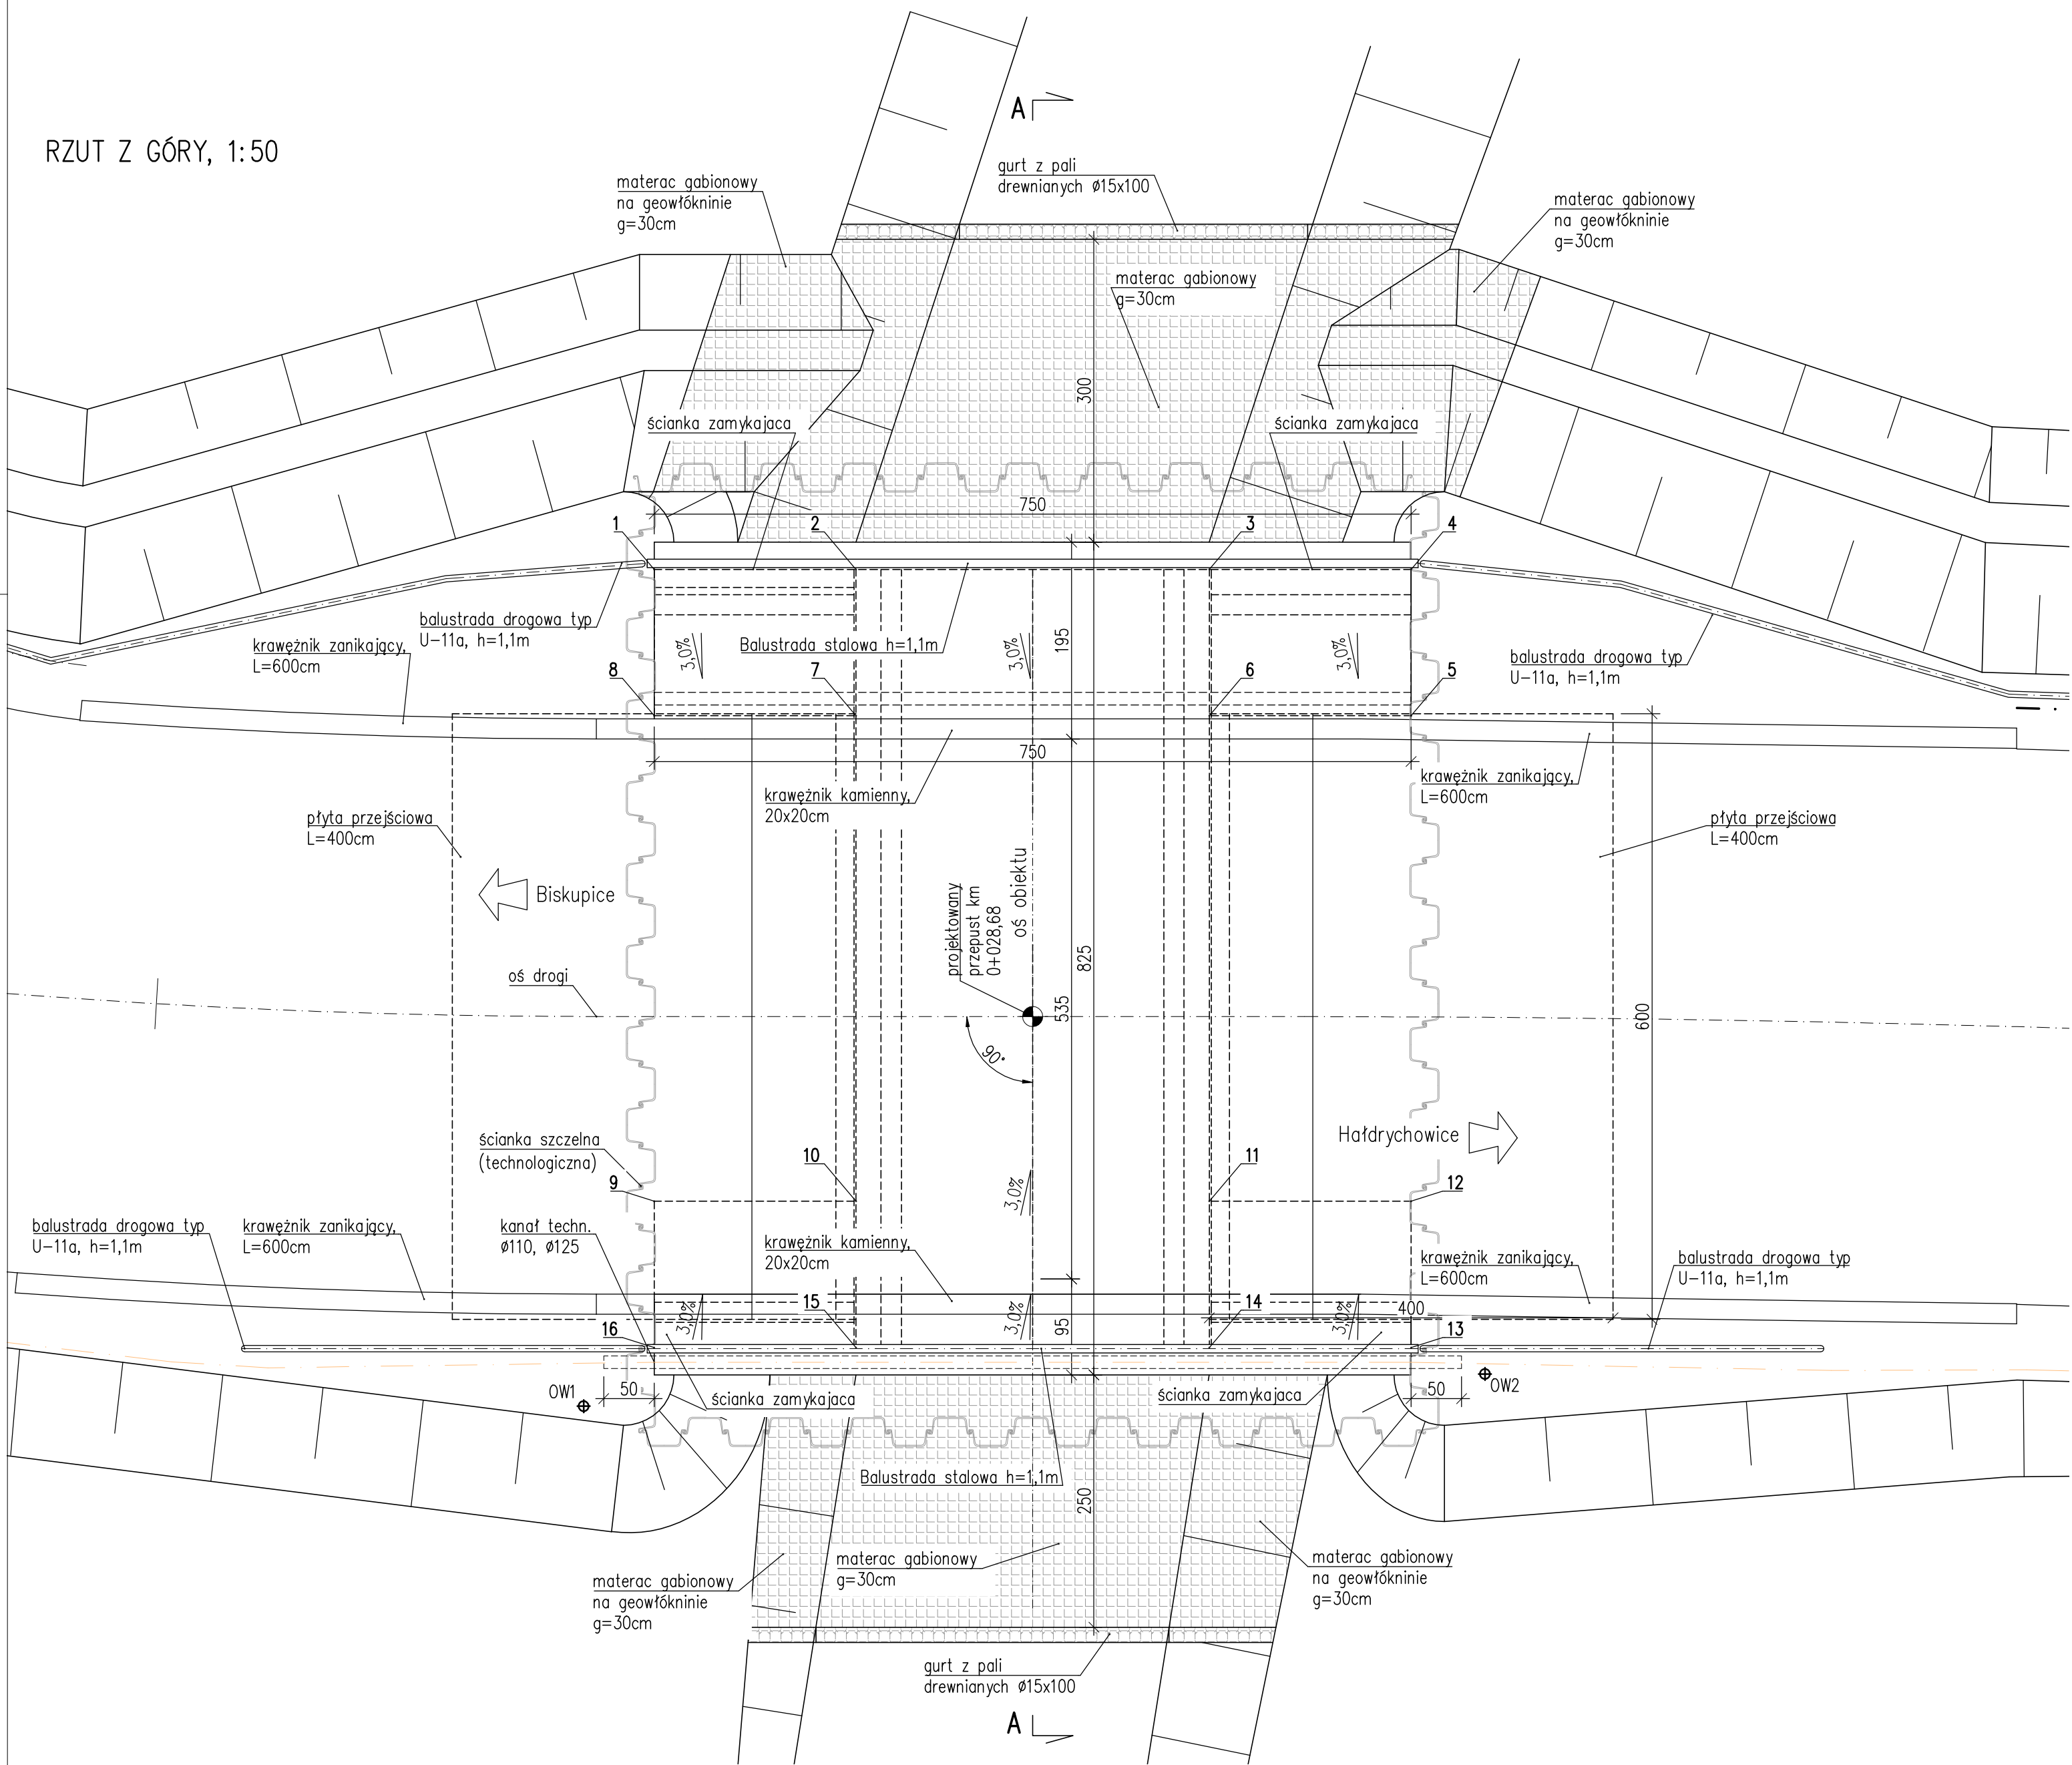 A
RZUT Z GÓRY, 1:50
gurt z pali
drewnianych ø15x100
materac gabionowy
na geowłókninie
g=30cm
materac gabionowy
na geowłókninie
g=30cm
materac gabionowy
g=30cm
300
ścianka zamykajaca
ścianka zamykajaca
750
1
2
3
4
balustrada drogowa typ
U-11a, h=1,1m
krawężnik zanikający,
L=600cm
Balustrada stalowa h=1,1m
3,0%
3,0%
195
3,0%
balustrada drogowa typ
U-11a, h=1,1m
8
7
6
5
750
krawężnik kamienny,
20x20cm
krawężnik zanikający,
L=600cm
płyta przejściowa
L=400cm
płyta przejściowa
L=400cm
Biskupice
projektowany
przepust km
0+028,68
oś obiektu
825
535
oś drogi
600
90°
ścianka szczelna
(technologiczna)
Hałdrychowice
9
10
11
12
3,0%
balustrada drogowa typ
U-11a, h=1,1m
krawężnik zanikający,
L=600cm
kanał techn.
ø110, ø125
krawężnik kamienny,
20x20cm
krawężnik zanikający,
L=600cm
balustrada drogowa typ
U-11a, h=1,1m
16
15
14
13
3,0%
3,0%
95
3,0%
400
OW1
50
ścianka zamykajaca
ścianka zamykajaca
50
OW2
Balustrada stalowa h=1,1m
250
materac gabionowy
g=30cm
materac gabionowy
na geowłókninie
g=30cm
materac gabionowy
na geowłókninie
g=30cm
gurt z pali
drewnianych ø15x100
A